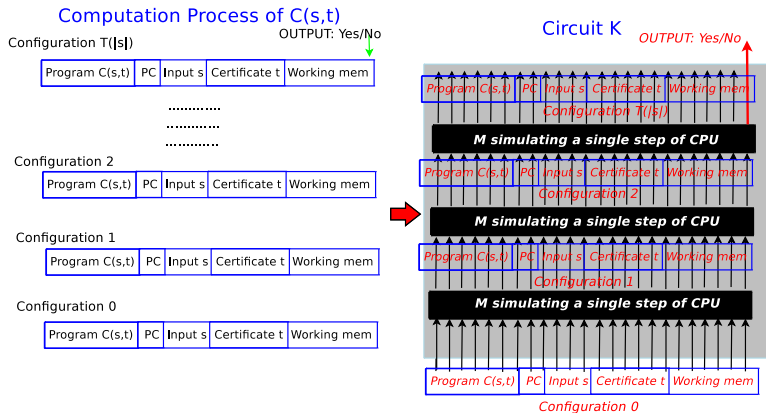 Computation Process of C(s,t)
OUTPUT: Yes/No
Configuration T(|s|)
Program C(s,t) PC Input s Certificate t Working mem
............
...........
............
Configuration 2
Program C(s,t) PC Input s Certificate t Working mem
Configuration 1
Program C(s,t) PC Input s Certificate t Working mem
Configuration 0
Program C(s,t) PC Input s Certificate t Working mem
Circuit K
OUTPUT: Yes/No
Program C(s,t) PC Input s Certificate t Working mem
Configuration T(|s|)
M simulating a single step of CPU
Program C(s,t) PC Input s Certificate t Working mem
Configuration 2
M simulating a single step of CPU
Program C(s,t) PC Input s Certificate t Working mem
Configuration 1
M simulating a single step of CPU
Program C(s,t) PC Input s Certificate t Working mem
Configuration 0